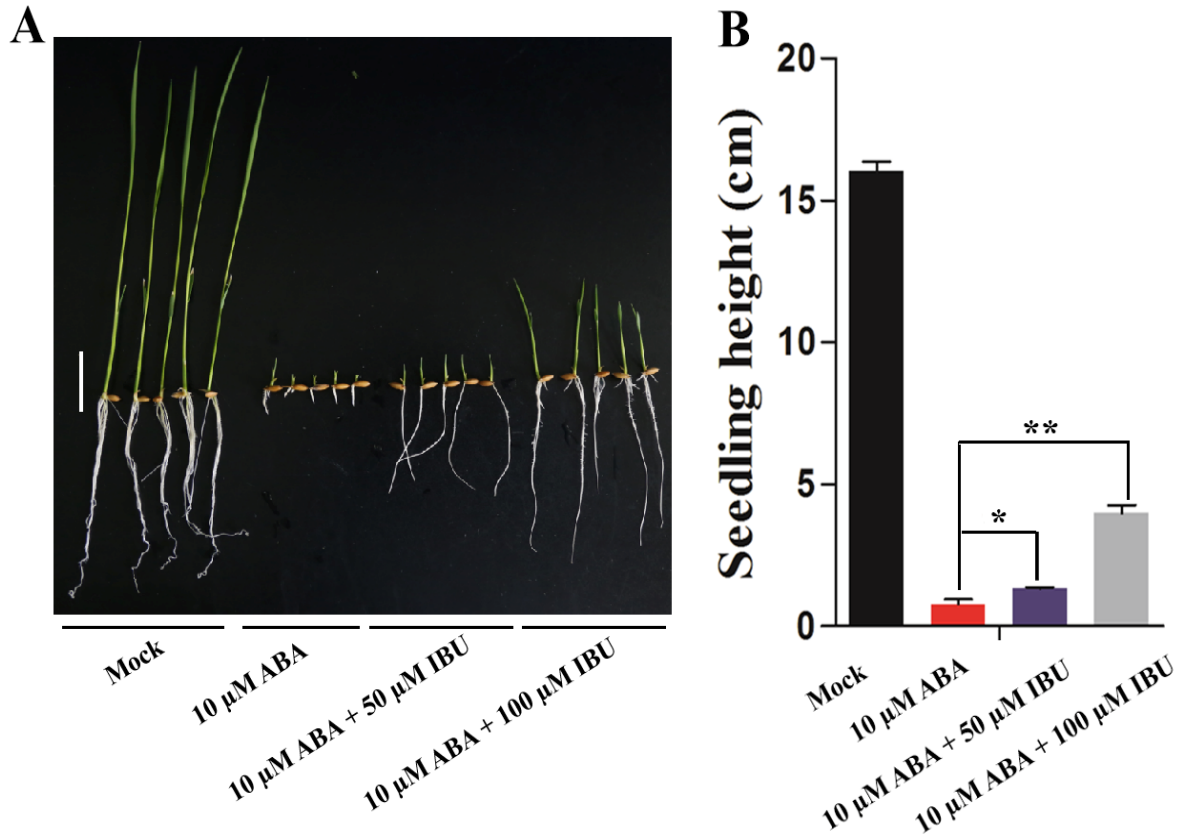 A
Mock
10 μM ABA
10 μM ABA + 50 μM IBU
10 μM ABA + 100 μM IBU
B
Seedling height (cm)
20
15
10
5
0
**
*
Mock
10 μM ABA
10 μM ABA + 50 μM IBU
10 μM ABA + 100 μM IBU